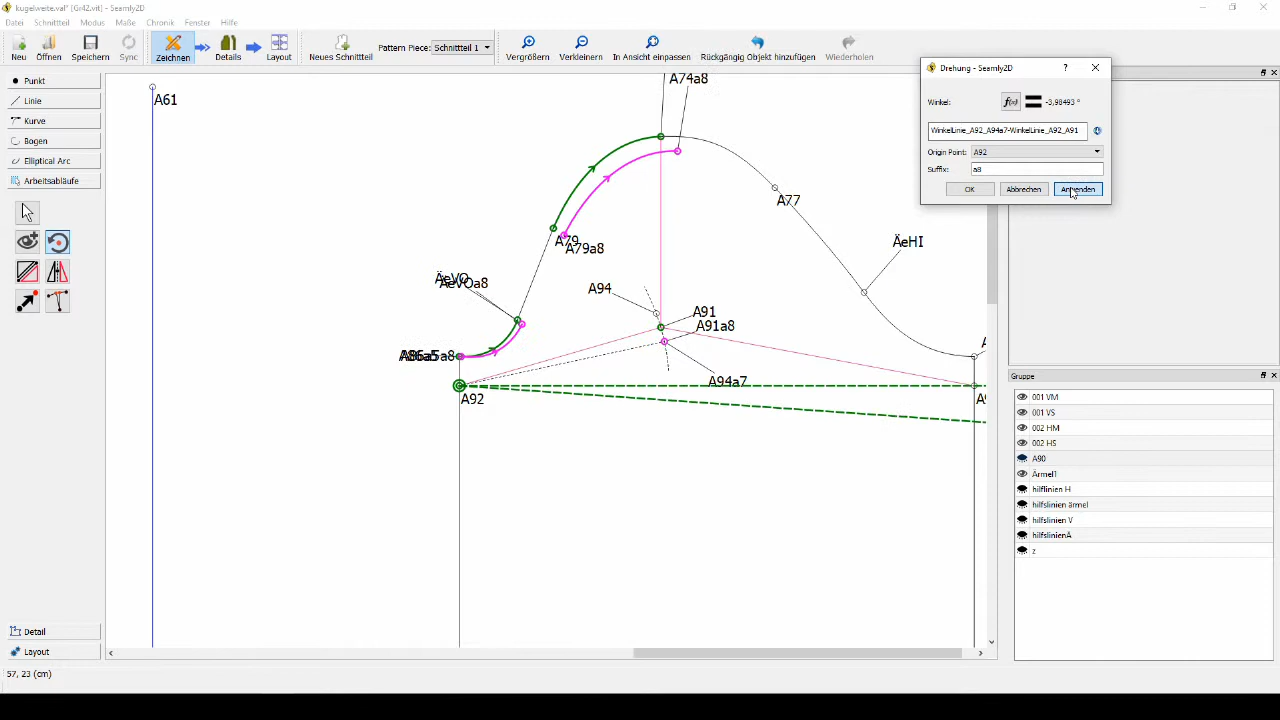 kugelweite.val* [Gr42.vit] - Seamly2D
Datei Schnittteil Modus Maße Chronik Fenster Hilfe
Neu Öffnen Speichern Sync Zeichnen Details Layout Neues Schnittteil Pattern Piece: Schnittteil 1 Vergrößern Verkleinern In Ansicht einpassen Rückgängig Objekt hinzufügen Wiederholen
Punkt
Linie
Kurve
Bogen
Elliptical Arc
Arbeitsabläufe
Detail
Layout
57, 23 (cm)
A61
A74a8
A77
A79
A79a8
ÄeHI
ÄeVO
ÄeVOa8
A94
A91
A91a8
A94a7
A92
Drehung - Seamly2D
?
Winkel:
f(x)
-3,98493 °
WinkelLinie_A92_A94a7-WinkelLinie_A92_A91
Origin Point: A92
Suffix: a8
OK Abbrechen Anwenden
Gruppe
001 VM
001 VS
002 HM
002 HS
A90
Ärmel1
hilflinien H
hilfslinien ärmel
hilfslinien V
hilfslinienÄ
z